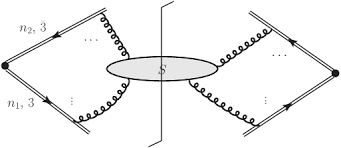 n₂, 3̄
...
...
S
n₁, 3
⋮
⋮